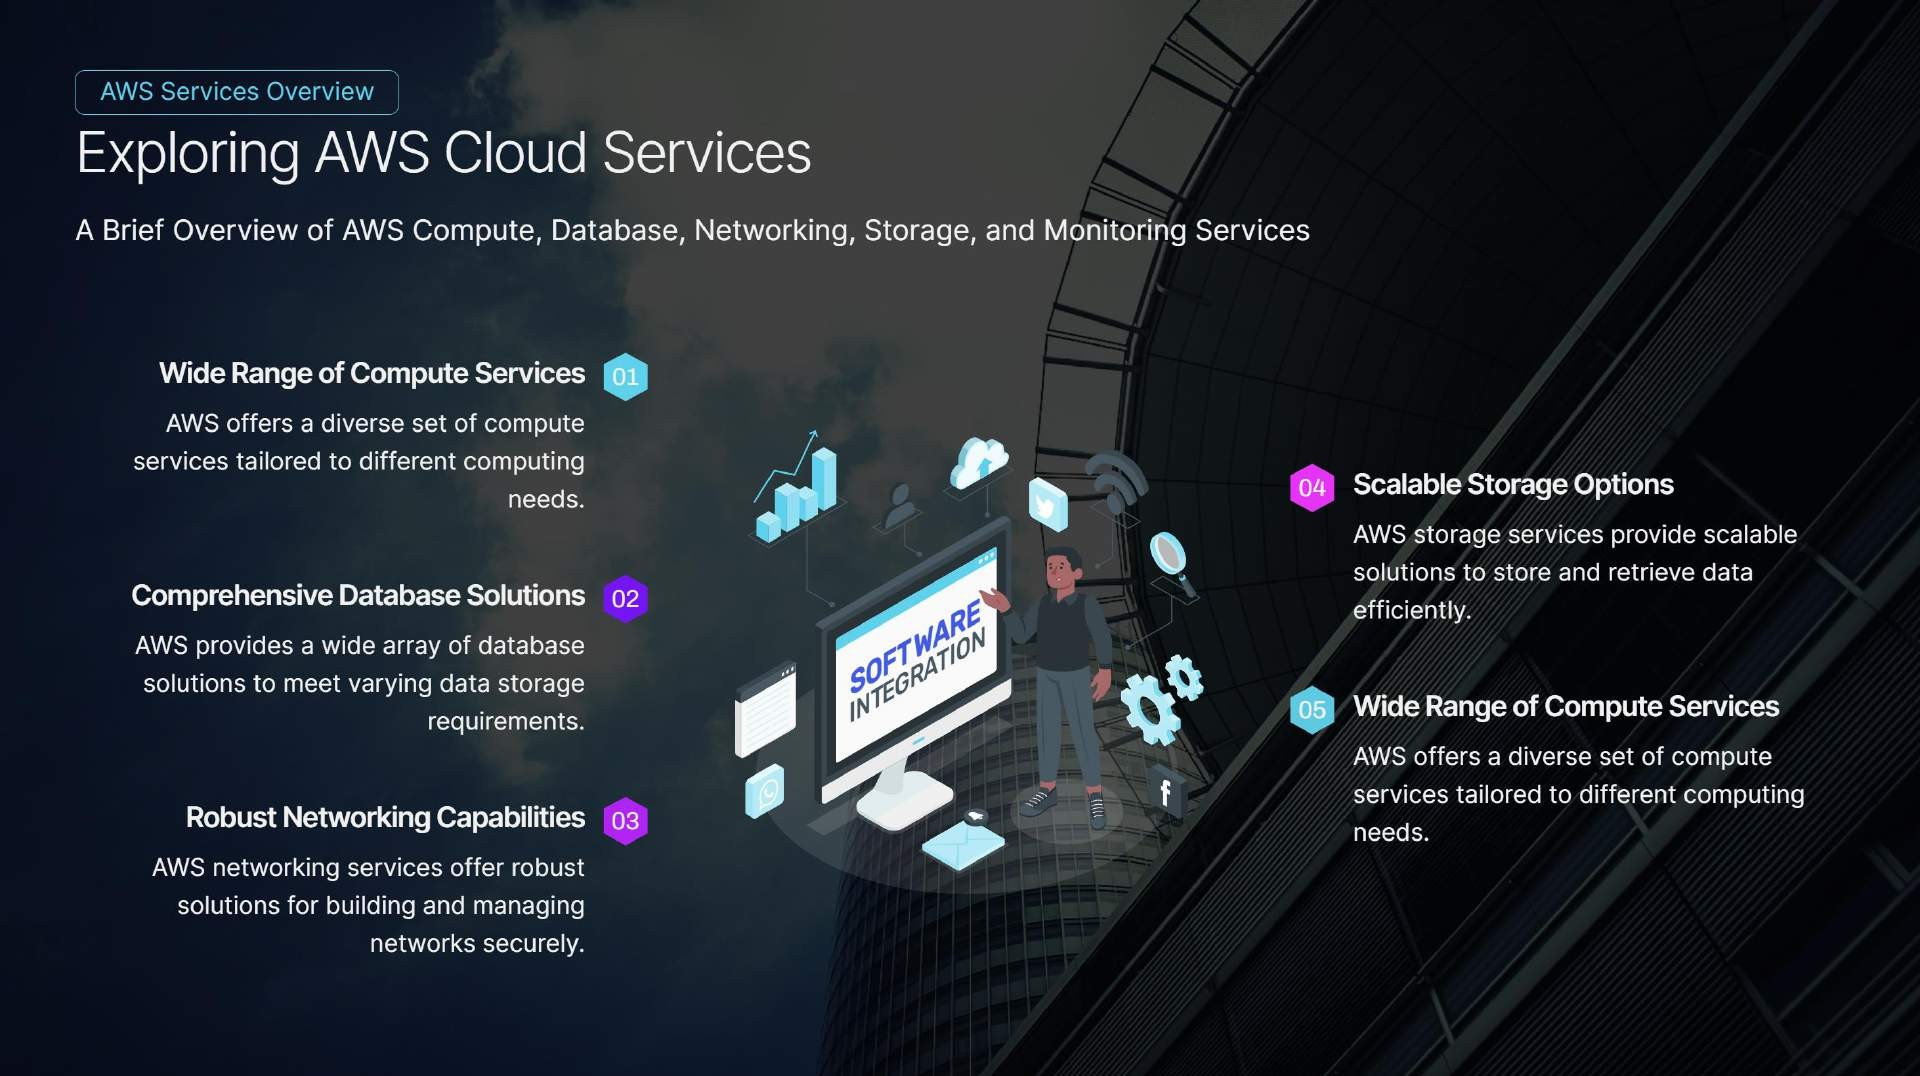 AWS Services Overview
Exploring AWS Cloud Services
A Brief Overview of AWS Compute, Database, Networking, Storage, and Monitoring Services
Wide Range of Compute Services
01
AWS offers a diverse set of compute
services tailored to different computing
needs.
Comprehensive Database Solutions
02
AWS provides a wide array of database
solutions to meet varying data storage
requirements.
Robust Networking Capabilities
03
AWS networking services offer robust
solutions for building and managing
networks securely.
SOFTWARE
INTEGRATION
f
04
Scalable Storage Options
AWS storage services provide scalable
solutions to store and retrieve data
efficiently.
05
Wide Range of Compute Services
AWS offers a diverse set of compute
services tailored to different computing
needs.